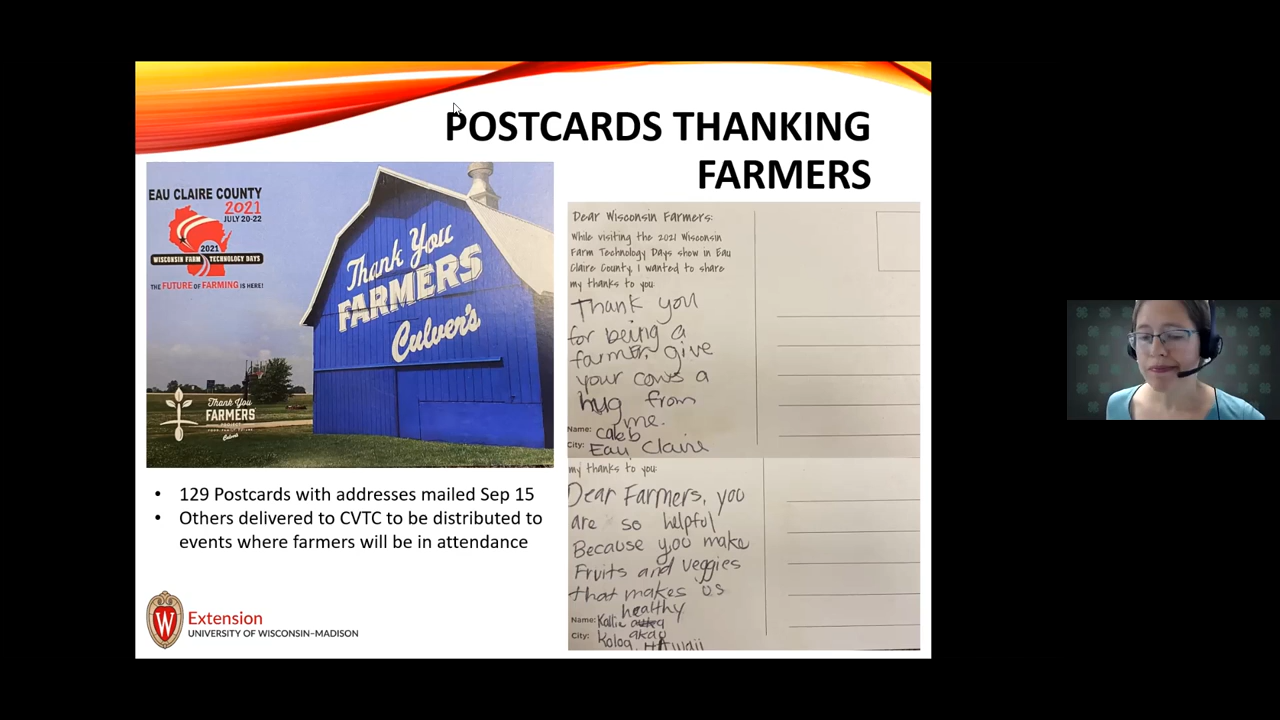 POSTCARDS THANKING
FARMERS
EAU CLAIRE COUNTY
2021
JULY 20-22
2021
WISCONSIN FARM TECHNOLOGY DAYS
THE FUTURE OF FARMING IS HERE!
Thank You
FARMERS
Culver's
Thank You
FARMERS
PROJECT
Culver's
Dear Wisconsin Farmers:
While visiting the 2021 Wisconsin
Farm Technology Days show in Eau
Claire County, I wanted to share
my thanks to you:
Thank you
for being a
farmer give
your cows a
hug from
me.
Name: Caleb
City: Eau Claire
my thanks to you:
Dear Farmers, you
are so helpful
Because you make
Fruits and veggies
that makes us
healthy
Name: Kallie
City: Koloa, HAwaii
• 129 Postcards with addresses mailed Sep 15
• Others delivered to CVTC to be distributed to
events where farmers will be in attendance
W
Extension
UNIVERSITY OF WISCONSIN–MADISON